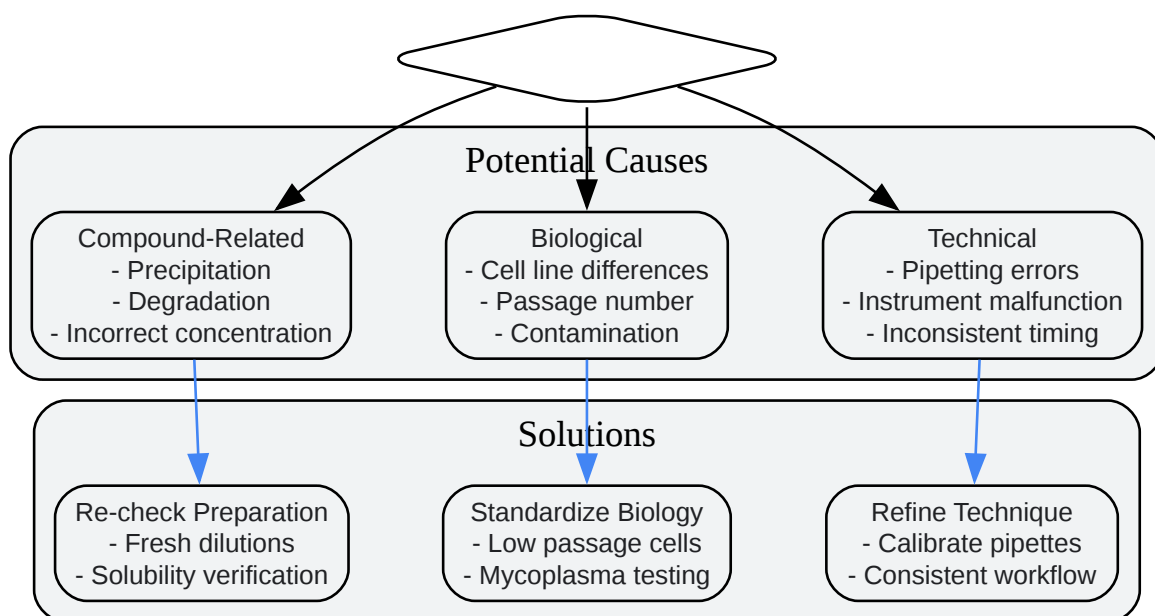 Potential Causes
Compound-Related
- Precipitation
- Degradation
- Incorrect concentration
Biological
- Cell line differences
- Passage number
- Contamination
Technical
- Pipetting errors
- Instrument malfunction
- Inconsistent timing
Solutions
Re-check Preparation
- Fresh dilutions
- Solubility verification
Standardize Biology
- Low passage cells
- Mycoplasma testing
Refine Technique
- Calibrate pipettes
- Consistent workflow